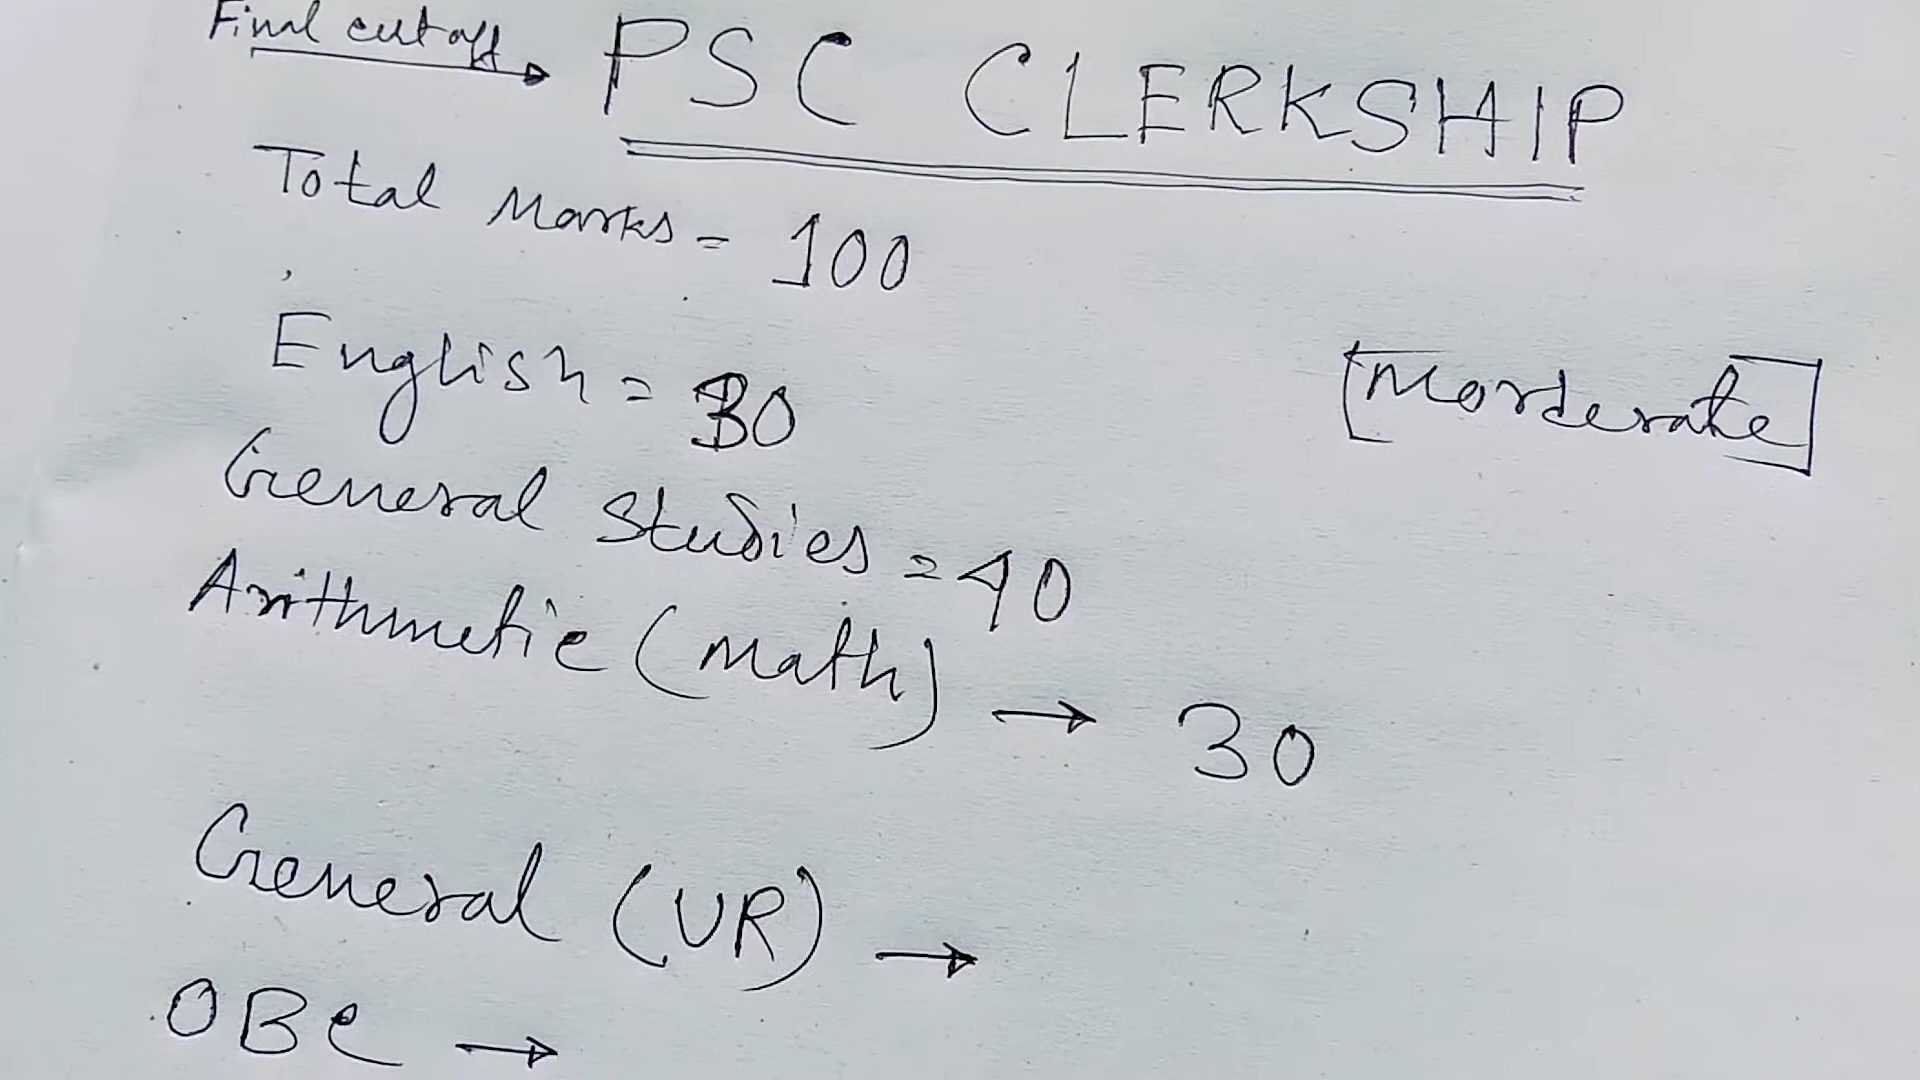 Final cut off → PSC CLERKSHIP
Total Marks = 100
English = 30
[Morderate]
General Studies = 40
Arithmetic (Math) → 30
General (UR) →
OBC →